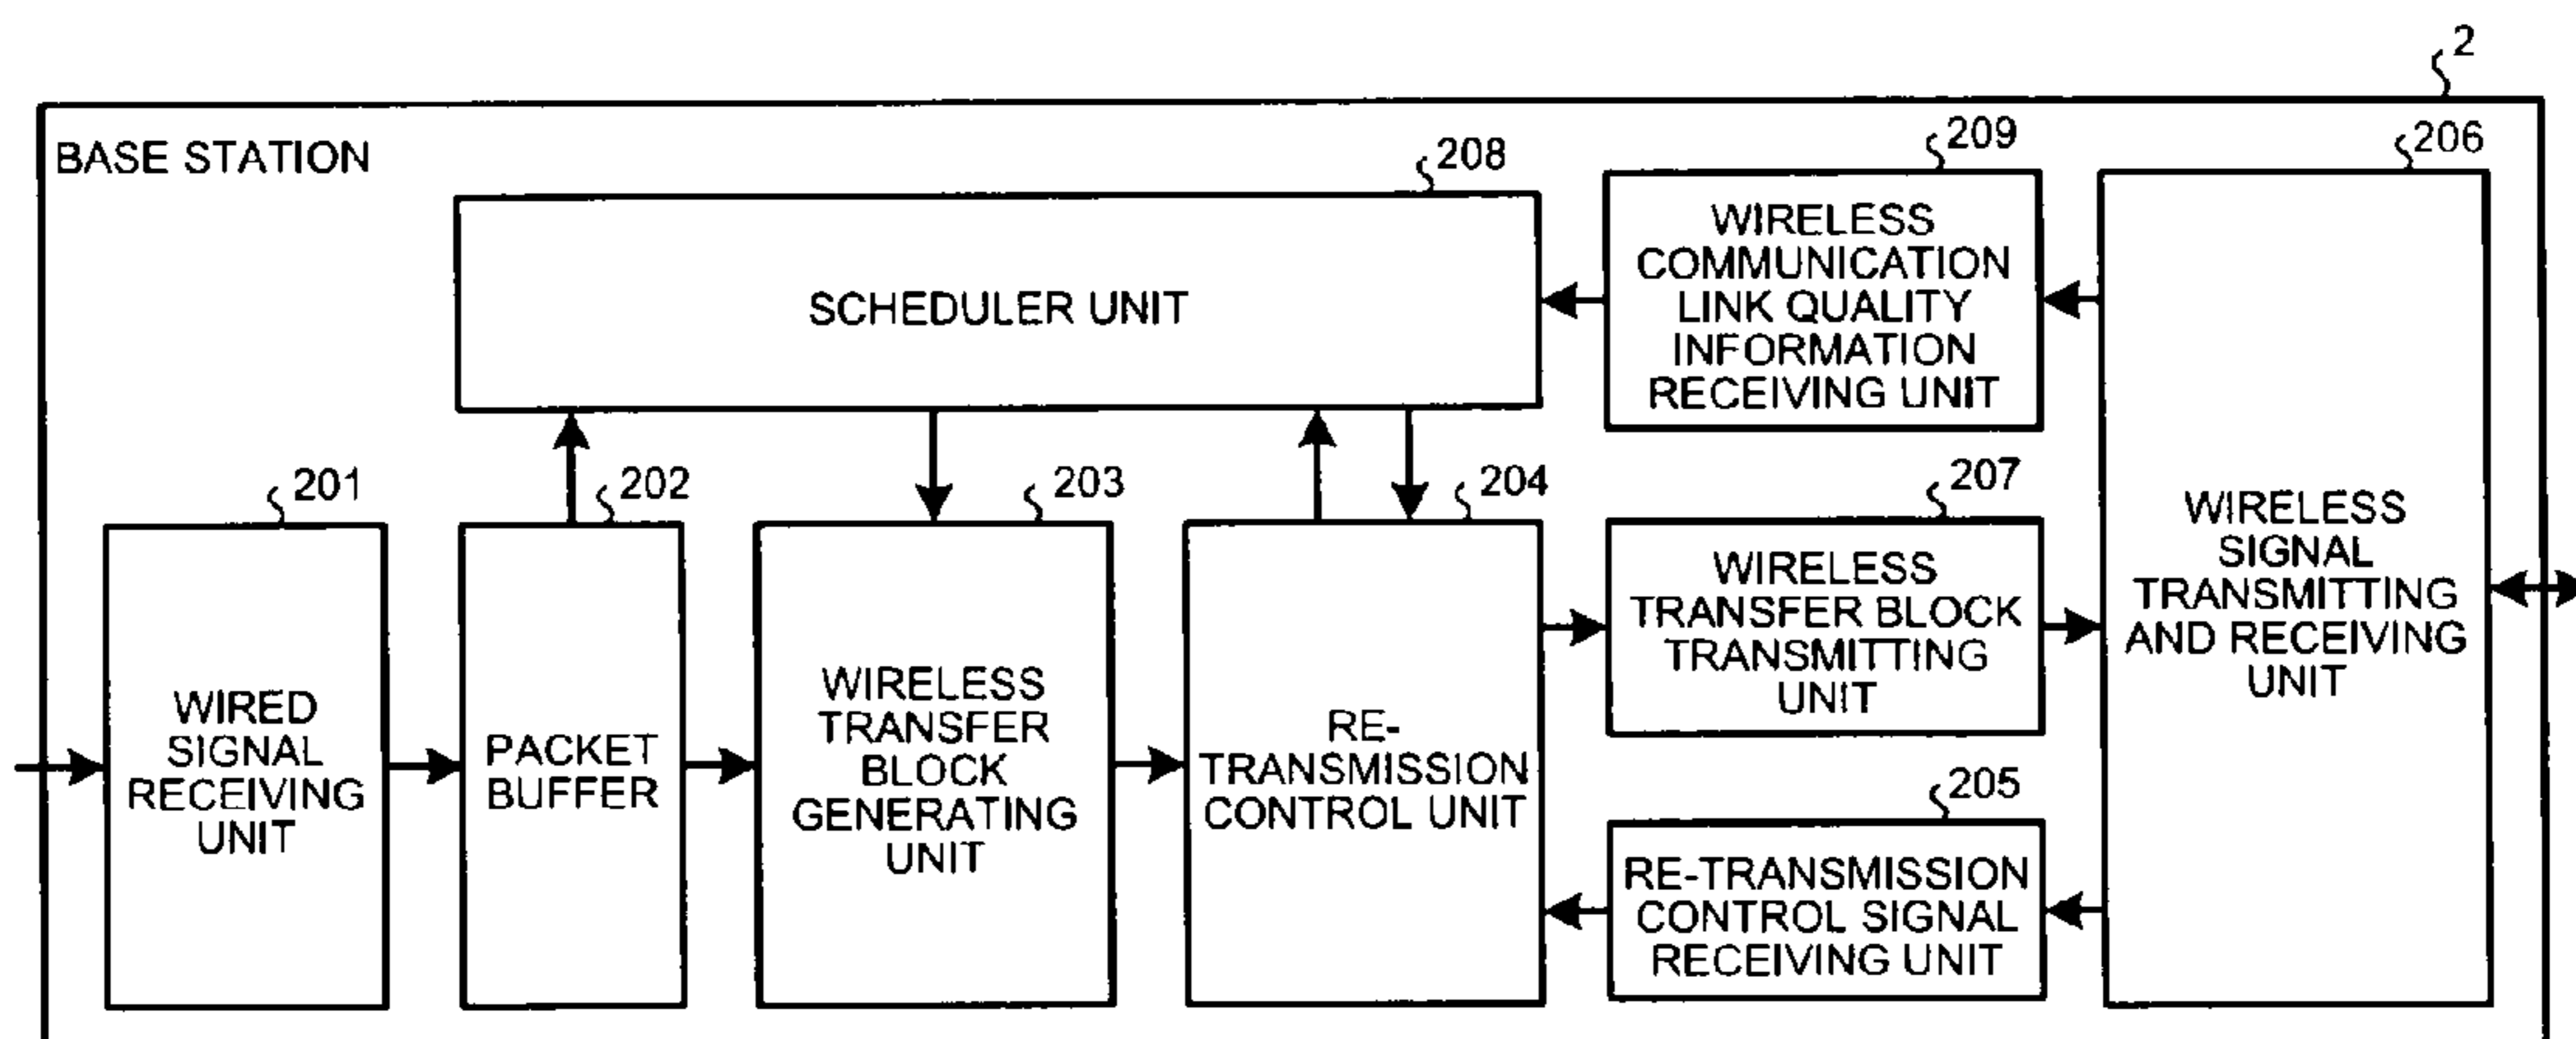 2
BASE STATION
208
209
206
SCHEDULER UNIT
WIRELESS
COMMUNICATION
LINK QUALITY
INFORMATION
RECEIVING UNIT
WIRELESS
SIGNAL
TRANSMITTING
AND RECEIVING
UNIT
201
202
203
204
207
WIRED
SIGNAL
RECEIVING
UNIT
PACKET
BUFFER
WIRELESS
TRANSFER
BLOCK
GENERATING
UNIT
RE-
TRANSMISSION
CONTROL UNIT
WIRELESS
TRANSFER BLOCK
TRANSMITTING
UNIT
205
RE-TRANSMISSION
CONTROL SIGNAL
RECEIVING UNIT